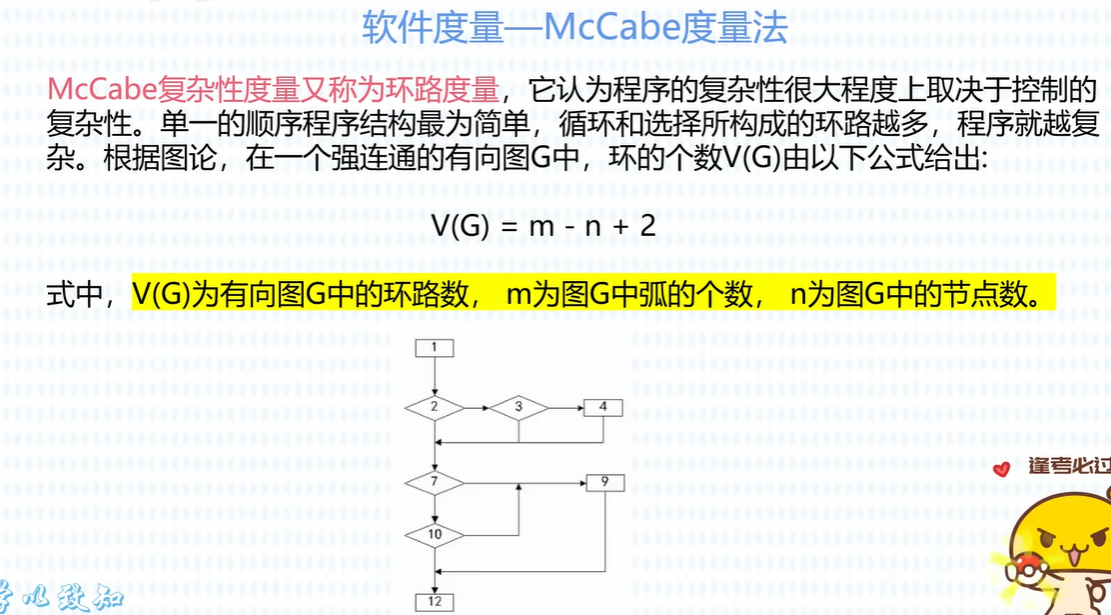 软件度量—McCabe度量法
McCabe复杂性度量又称为环路度量，它认为程序的复杂性很大程度上取决于控制的
复杂性。单一的顺序程序结构最为简单，循环和选择所构成的环路越多，程序就越复
杂。根据图论，在一个强连通的有向图G中，环的个数V(G)由以下公式给出:
V(G) = m - n + 2
式中，V(G)为有向图G中的环路数， m为图G中弧的个数， n为图G中的节点数。
1
2 3 4
7 9
10
12
逢考必过
学以致知